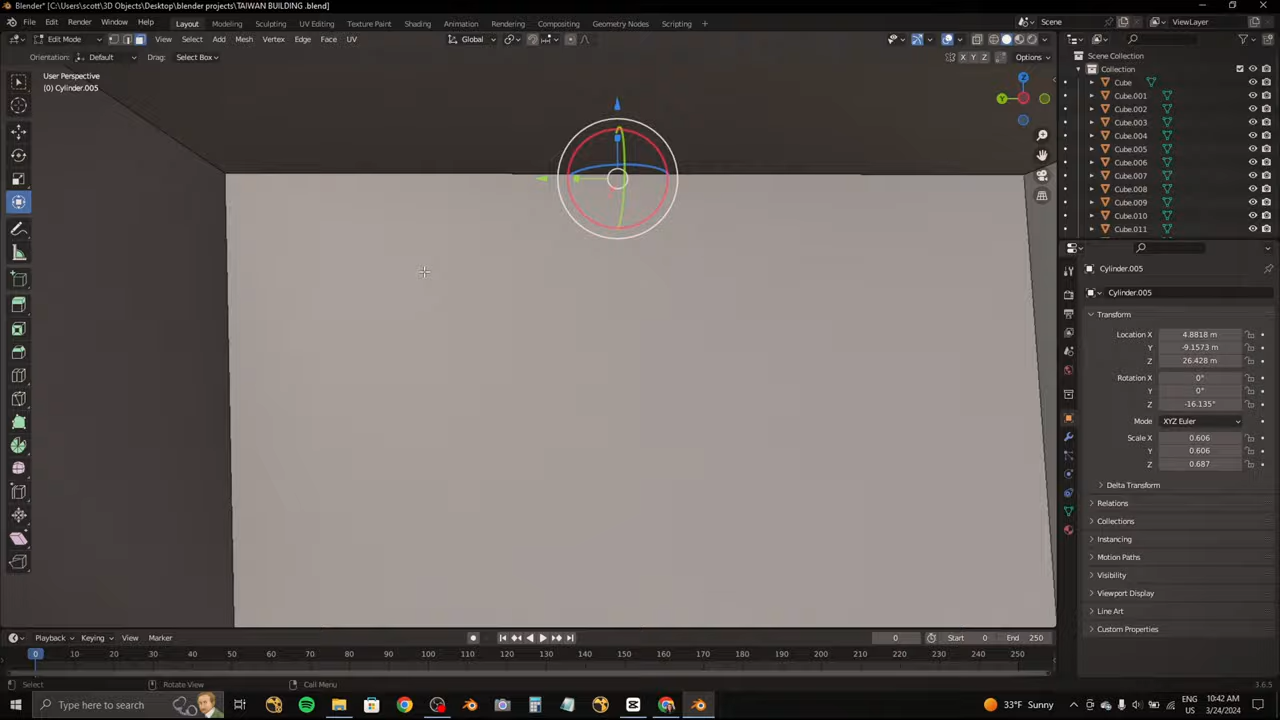 Blender* [C:\Users\scott\3D Objects\Desktop\blender projects\TAIWAN BUILDING .blend]
File Edit Render Window Help Layout Modeling Sculpting UV Editing Texture Paint Shading Animation Rendering Compositing Geometry Nodes Scripting Scene ViewLayer
Edit Mode View Select Add Mesh Vertex Edge Face UV Global
Orientation: Default Drag: Select Box X Y Z Options
User Perspective
(0) Cylinder.005
Z
Scene Collection
Collection
Cube
Cube.001
Cube.002
Cube.003
Cube.004
Cube.005
Cube.006
Cube.007
Cube.008
Cube.009
Cube.010
Cube.011
Cylinder.005
Cylinder.005
Transform
Location X 4.8818 m
Y -9.1573 m
Z 26.428 m
Rotation X 0°
Y 0°
Z -16.135°
Mode XYZ Euler
Scale X 0.606
Y 0.606
Z 0.687
Delta Transform
Relations
Collections
Instancing
Motion Paths
Visibility
Viewport Display
Line Art
Custom Properties
Playback Keying View Marker 0 Start 0 End 250
0 10 20 30 40 50 60 70 80 90 100 110 120 130 140 150 160 170 180 190 200 210 220 230 240 250
Select Rotate View Call Menu 3.6.5
Type here to search 33°F Sunny ENG US 10:42 AM 3/24/2024